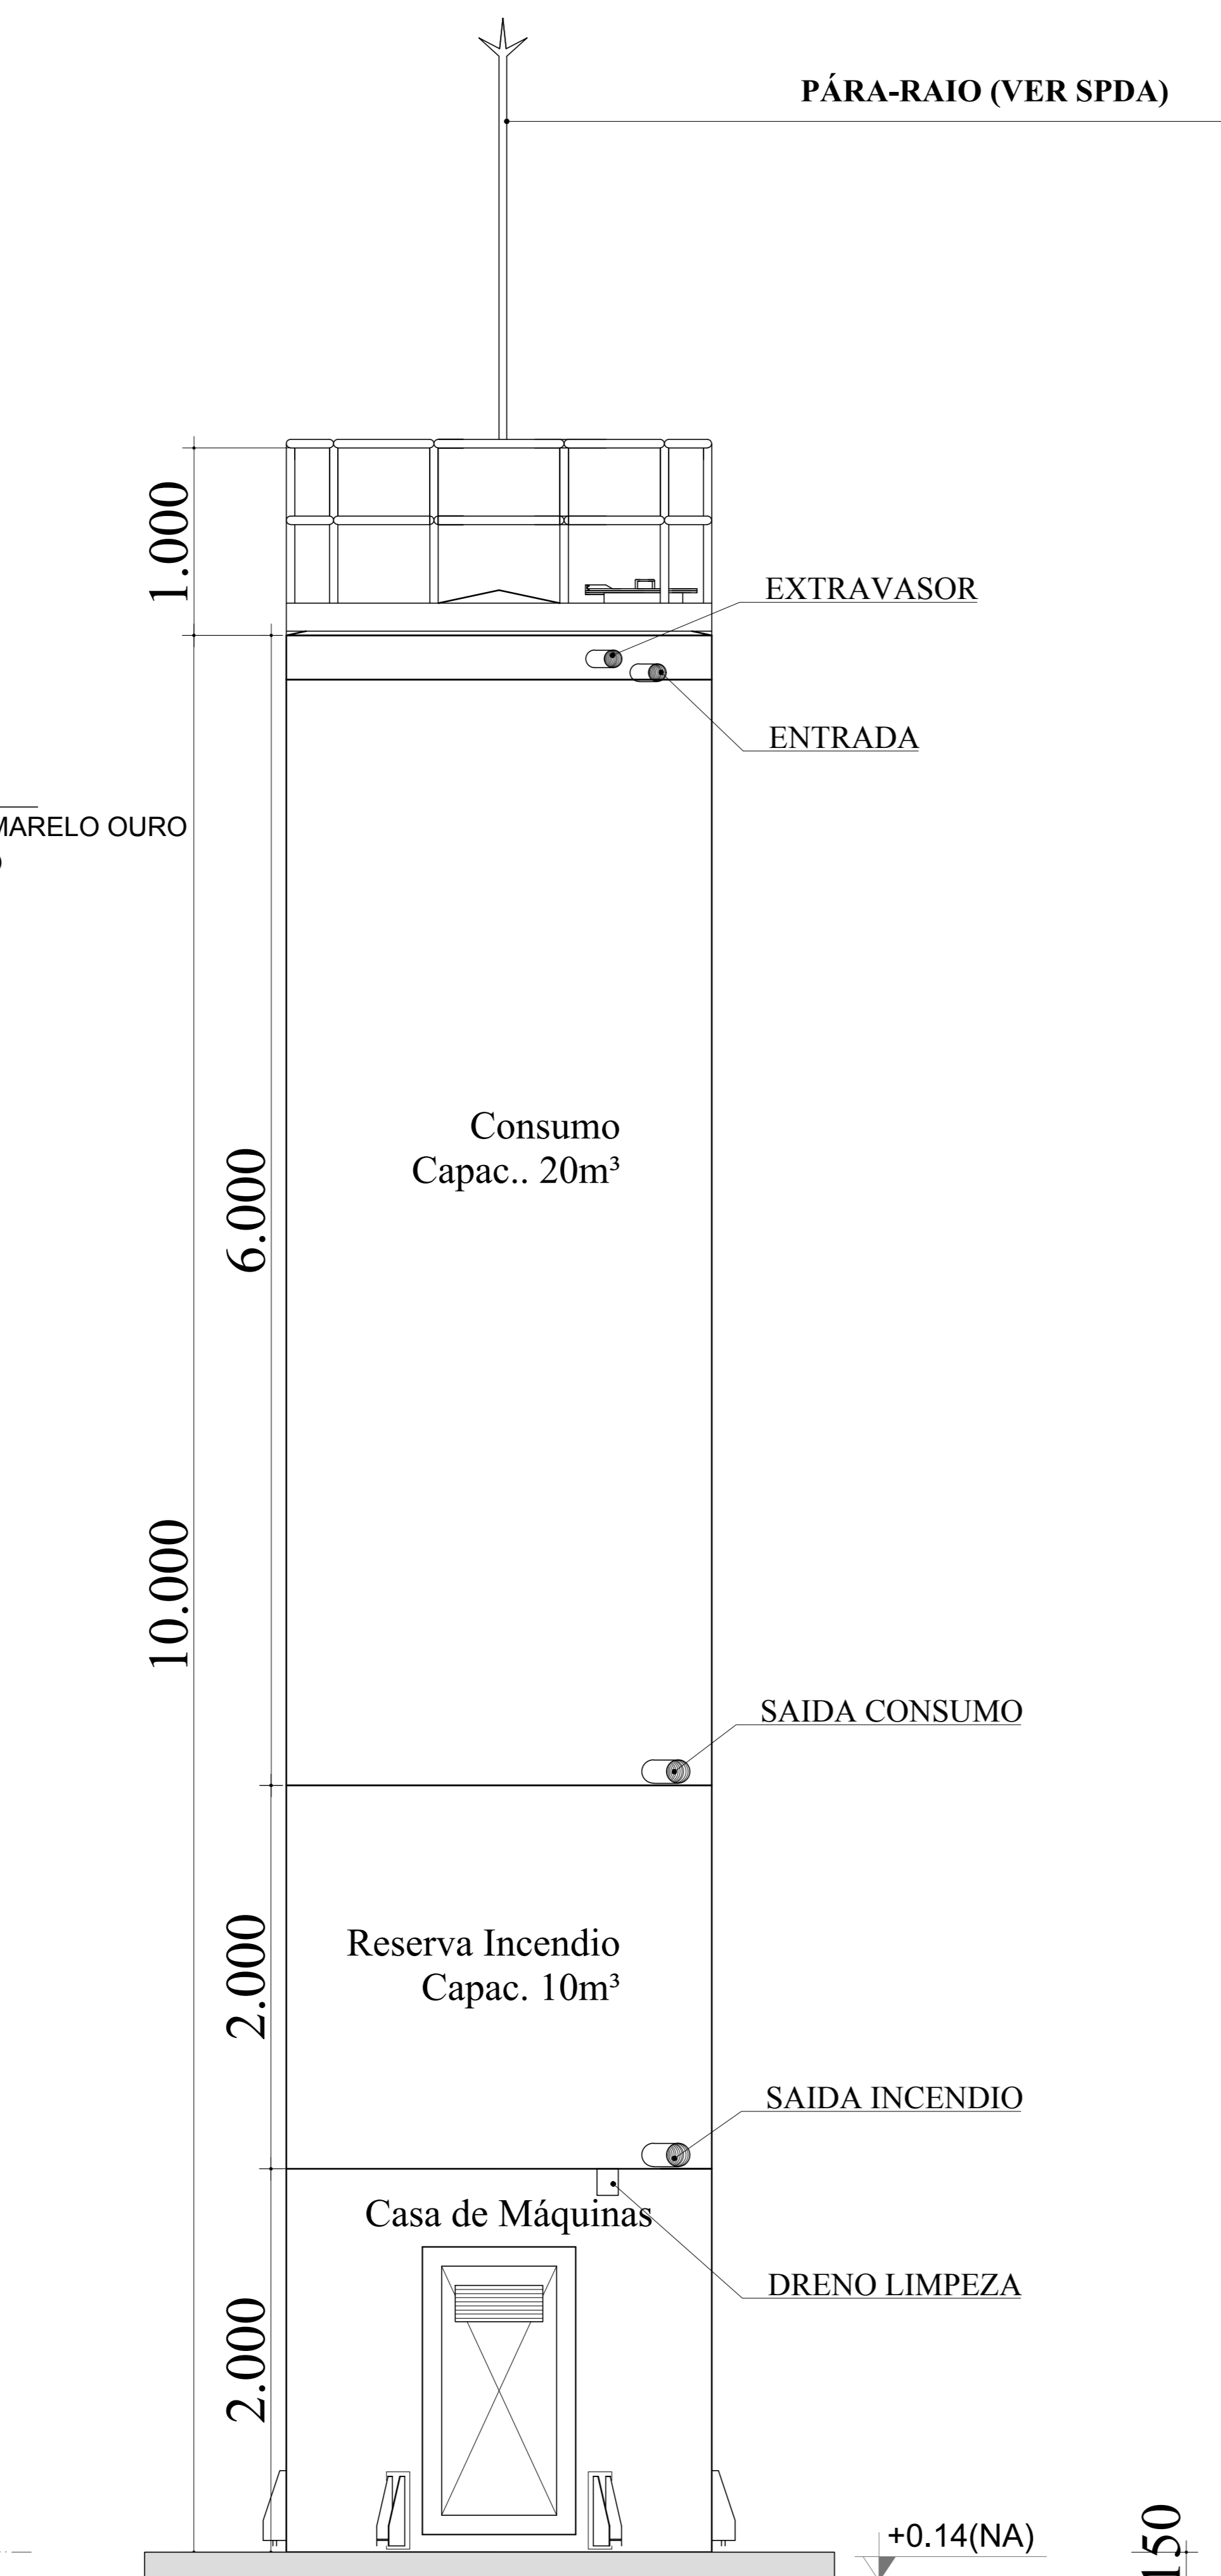 PÁRA-RAIO (VER SPDA)
1.000
EXTRAVASOR
ENTRADA
MARELO OURO
Consumo
Capac.. 20m³
6.000
10.000
SAIDA CONSUMO
Reserva Incendio
Capac. 10m³
2.000
SAIDA INCENDIO
Casa de Máquinas
DRENO LIMPEZA
2.000
+0.14(NA)
150